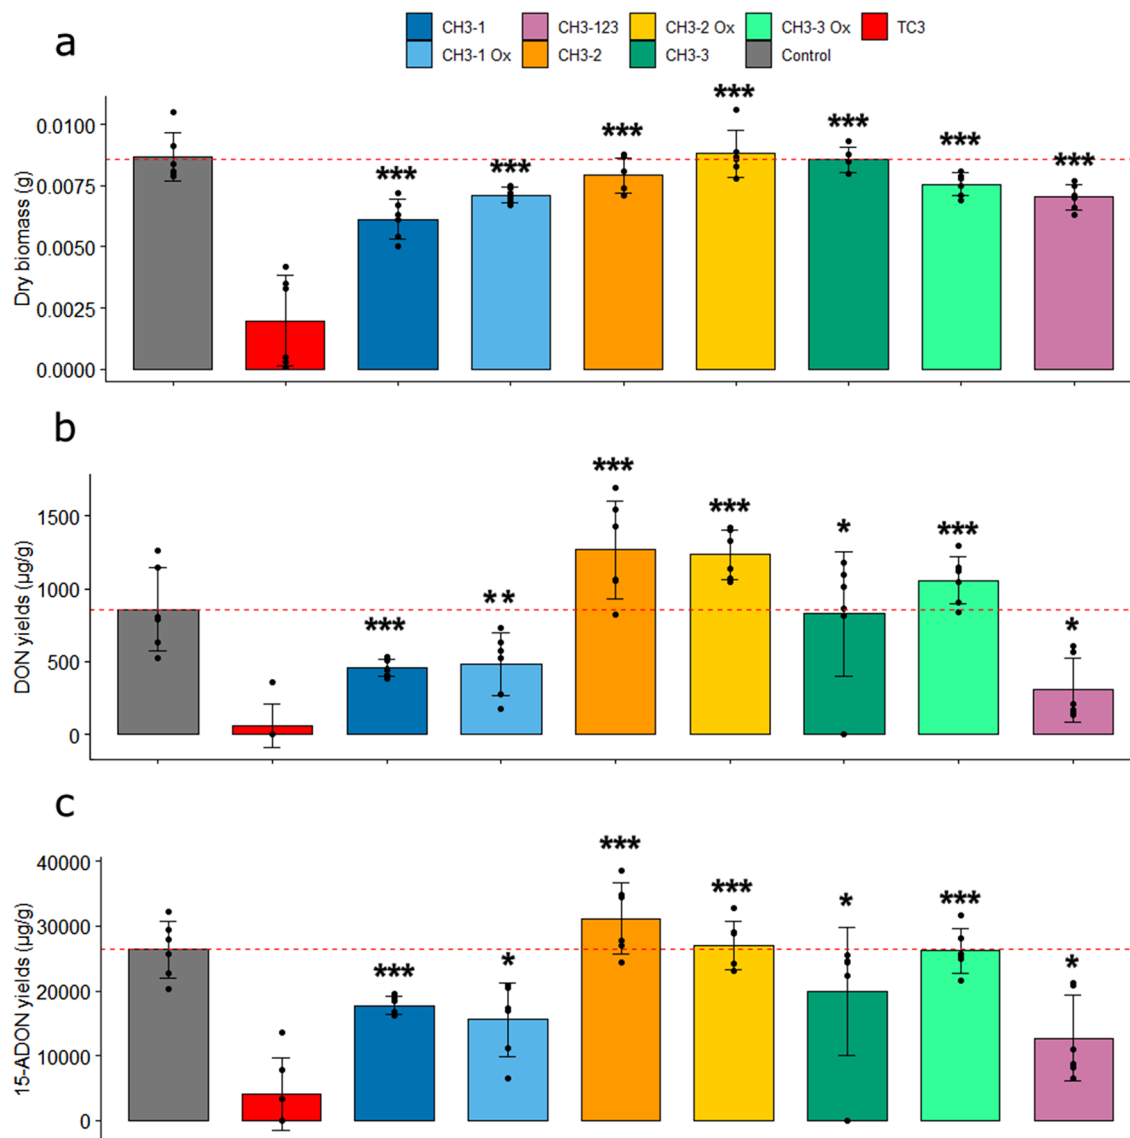 a
CH3-1 CH3-123 CH3-2 Ox CH3-3 Ox TC3
CH3-1 Ox CH3-2 CH3-3 Control
Dry biomass (g)
0.0100
0.0075
0.0050
0.0025
0.0000
*** *** *** *** *** *** ***
b
DON yields (µg/g)
1500
1000
500
0
*** ** *** *** * *** *
c
15-ADON yields (µg/g)
40000
30000
20000
10000
0
*** * *** *** * *** *